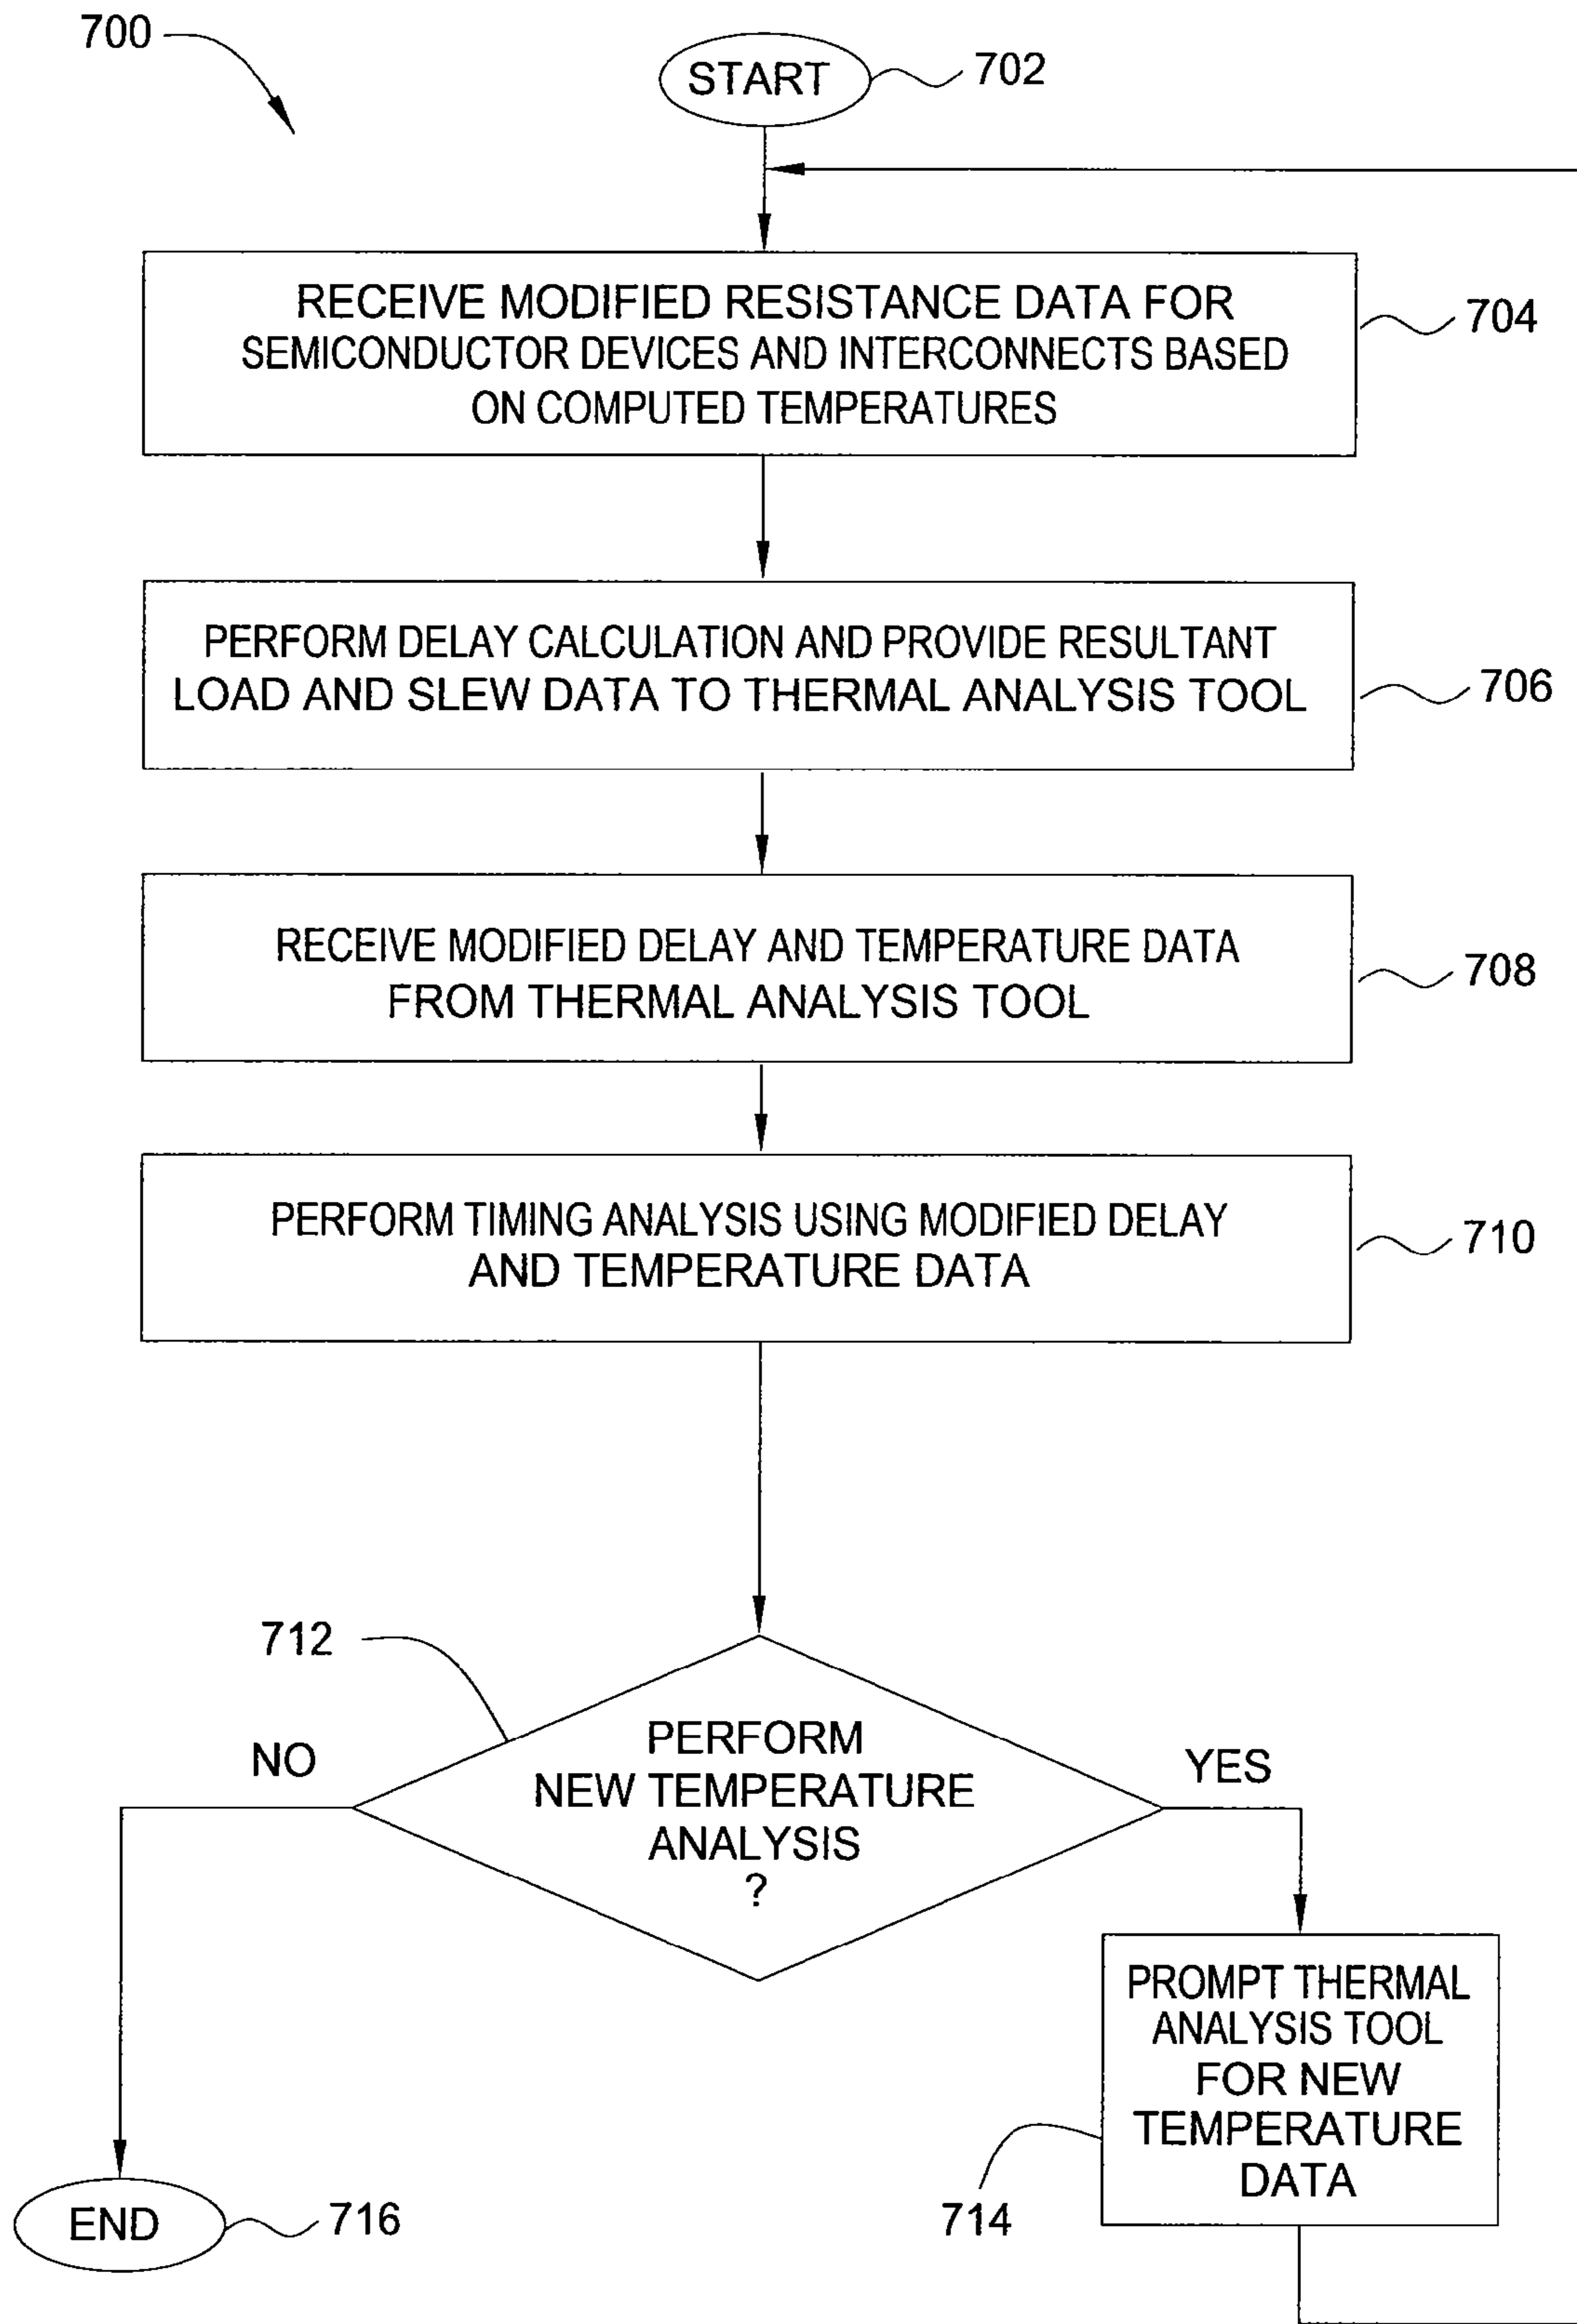 700
START
702
RECEIVE MODIFIED RESISTANCE DATA FOR
SEMICONDUCTOR DEVICES AND INTERCONNECTS BASED
ON COMPUTED TEMPERATURES
704
PERFORM DELAY CALCULATION AND PROVIDE RESULTANT
LOAD AND SLEW DATA TO THERMAL ANALYSIS TOOL
706
RECEIVE MODIFIED DELAY AND TEMPERATURE DATA
FROM THERMAL ANALYSIS TOOL
708
PERFORM TIMING ANALYSIS USING MODIFIED DELAY
AND TEMPERATURE DATA
710
712
NO
PERFORM
NEW TEMPERATURE
ANALYSIS
?
YES
PROMPT THERMAL
ANALYSIS TOOL
FOR NEW
TEMPERATURE
DATA
714
END
716